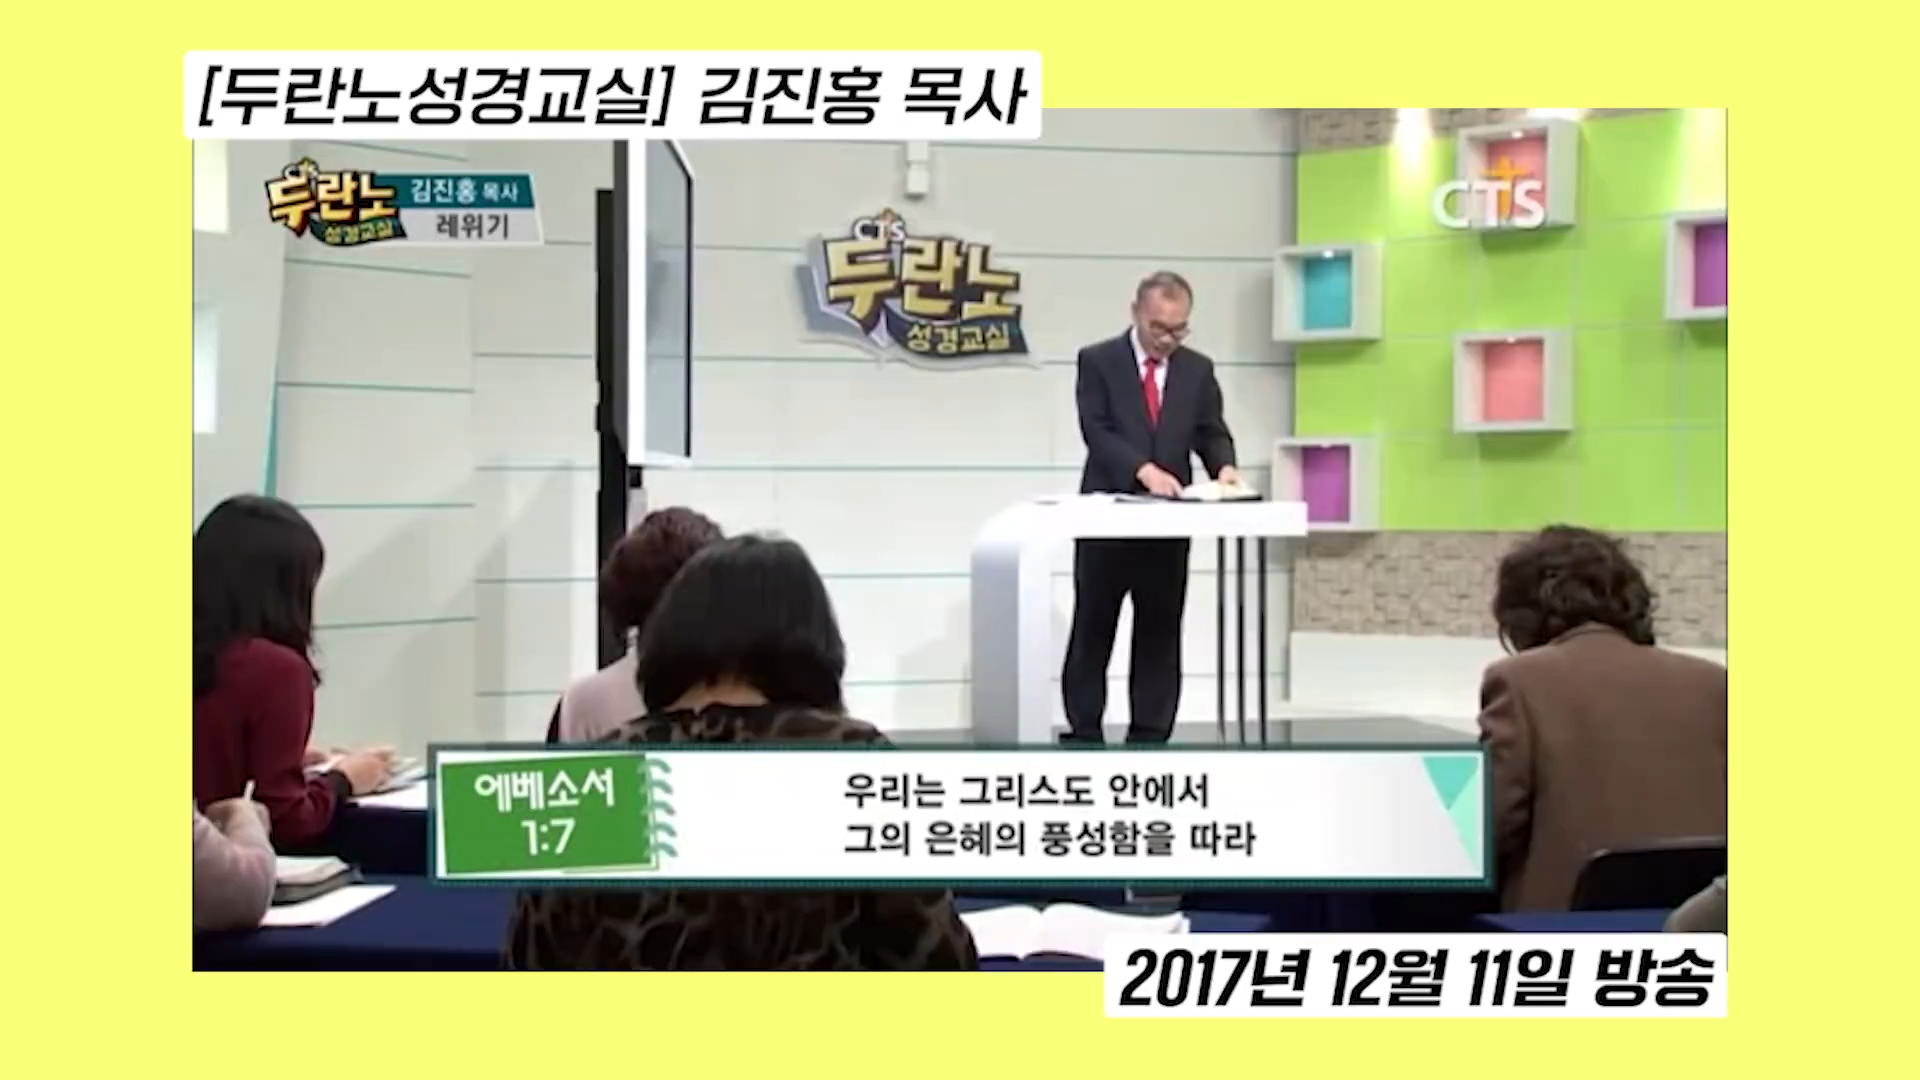 [두란노성경교실] 김진홍 목사
CTS
두란노
성경교실
김진홍 목사
레위기
CTS
CTS
두란노
성경교실
에베소서
1:7
우리는 그리스도 안에서
그의 은혜의 풍성함을 따라
2017년 12월 11일 방송